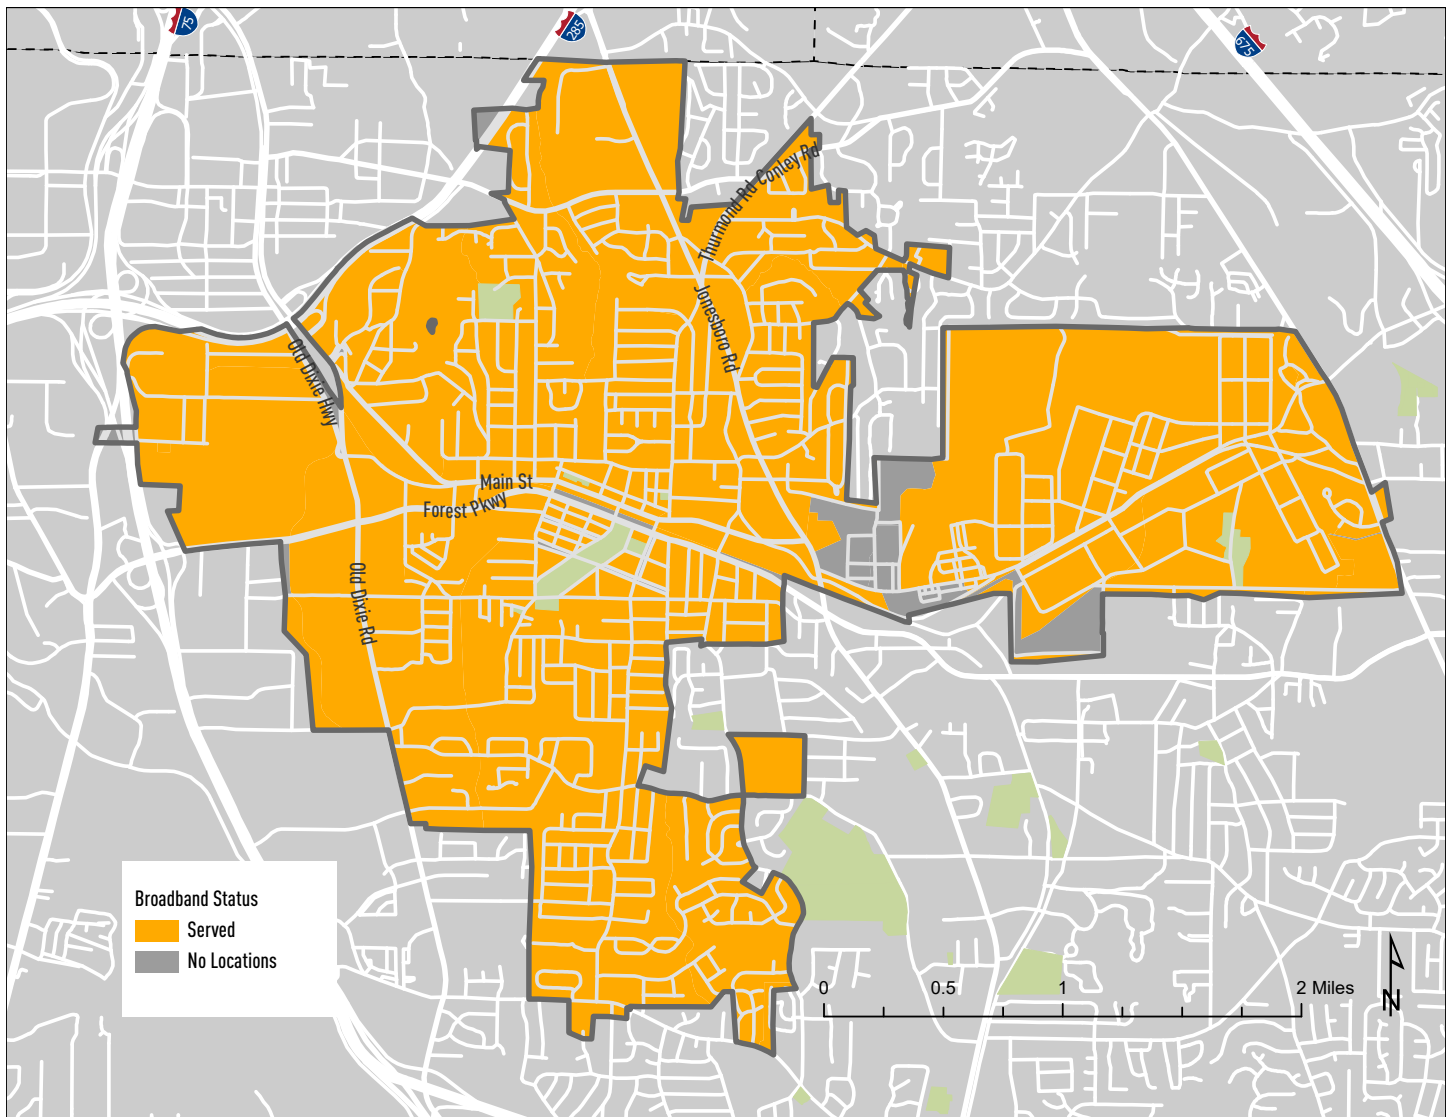 75
285
675
Thurmond Rd Conley Rd
Jonesboro Rd
Old Dixie Hwy
Main St
Forest Pkwy
Old Dixie Rd
Broadband Status
Served
No Locations
0 0.5 1 2 Miles
N